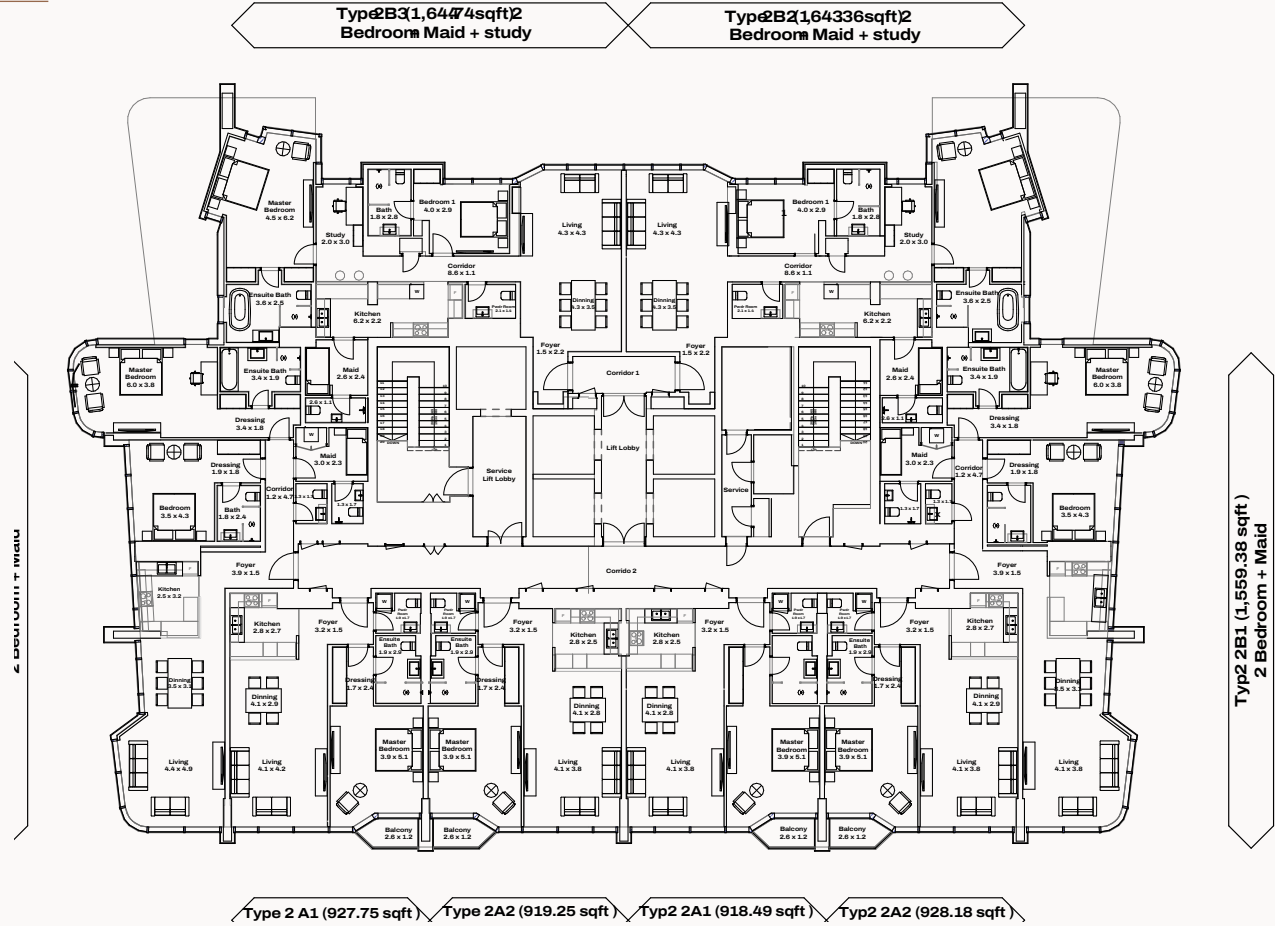 Bedroom Maid + study
Bedroom Maid + study
Master
Bedroom
4.5 x 6.2
Bath
1.8 x 2.8
Bedroom 1
4.0 x 2.9
Living
4.3 x 4.3
Living
4.3 x 4.3
Bedroom 1
4.0 x 2.9
Bath
1.8 x 2.8
Study
2.0 x 3.0
Study
2.0 x 3.0
Corridor
8.6 x 1.1
Corridor
8.6 x 1.1
Ensuite Bath
3.6 x 2.5
Kitchen
6.2 x 2.2
W
Dinning
4.3 x 3.5
Dinning
4.3 x 3.5
W
Kitchen
6.2 x 2.2
Ensuite Bath
3.6 x 2.5
Foyer
1.5 x 2.2
Foyer
1.5 x 2.2
Corridor 1
Master
Bedroom
6.0 x 3.8
Ensuite Bath
3.4 x 1.9
Maid
2.6 x 2.4
Maid
2.6 x 2.4
Ensuite Bath
3.4 x 1.9
Master
Bedroom
6.0 x 3.8
2.6 x 1.1
2.6 x 1.1
Dressing
3.4 x 1.8
Dressing
3.4 x 1.8
W
W
Lift Lobby
Maid
3.0 x 2.3
Maid
3.0 x 2.3
Dressing
1.9 x 1.8
Corridor
1.2 x 4.7
Service
Lift Lobby
Service
Corridor
1.2 x 4.7
Dressing
1.9 x 1.8
Bedroom
3.5 x 4.3
Bath
1.8 x 2.4
1.3 x 1.7
1.3 x 1.7
Bedroom
3.5 x 4.3
Foyer
3.9 x 1.5
Corrido 2
Foyer
3.9 x 1.5
Kitchen
2.5 x 3.2
Kitchen
2.8 x 2.7
Foyer
3.2 x 1.5
W
W
Foyer
3.2 x 1.5
Kitchen
2.8 x 2.5
Kitchen
2.8 x 2.5
Foyer
3.2 x 1.5
W
W
Foyer
3.2 x 1.5
Kitchen
2.8 x 2.7
Ensuite
Bath
1.9 x 2.9
Ensuite
Bath
1.9 x 2.9
Ensuite
Bath
1.9 x 2.9
Dinning
3.5 x 3.1
Dressing
1.7 x 2.4
Dressing
1.7 x 2.4
Dressing
1.7 x 2.4
Dinning
Dinning
4.1 x 2.9
Dinning
4.1 x 2.8
Dinning
4.1 x 2.8
Dinning
4.1 x 2.9
Master
Bedroom
3.9 x 5.1
Master
Bedroom
3.9 x 5.1
Master
Bedroom
3.9 x 5.1
Master
Bedroom
3.9 x 5.1
Living
4.4 x 4.9
Living
4.1 x 4.2
Living
4.1 x 3.8
Living
4.1 x 3.8
Living
4.1 x 3.8
Living
4.1 x 3.8
Balcony
2.6 x 1.2
Balcony
2.6 x 1.2
Balcony
2.6 x 1.2
Balcony
2.6 x 1.2
2 Bedroom + Maid
Typ2 2B1 (1,559.38 sqft )
2 Bedroom + Maid
Type 2 A1 (927.75 sqft )
Type 2A2 (919.25 sqft )
Typ2 2A1 (918.49 sqft )
Typ2 2A2 (928.18 sqft )